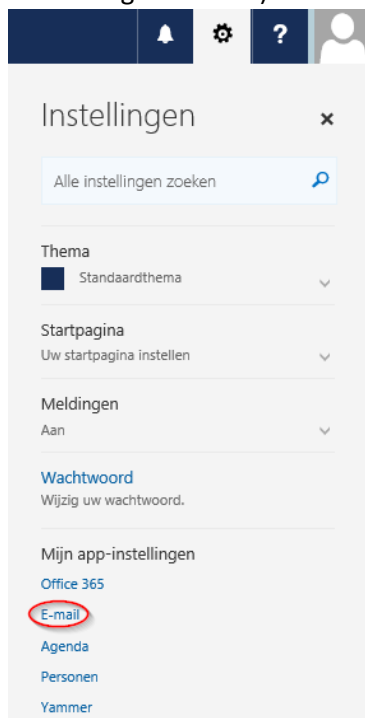 ?
Instellingen
Alle instellingen zoeken
Thema
Standaardthema
Startpagina
Uw startpagina instellen
Meldingen
Aan
Wachtwoord
Wijzig uw wachtwoord.
Mijn app-instellingen
Office 365
E-mail
Agenda
Personen
Yammer